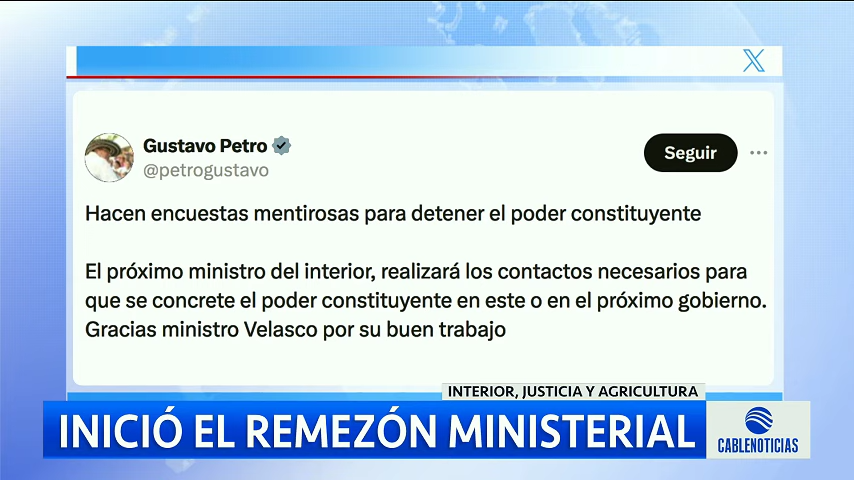 Gustavo Petro
@petrogustavo
Seguir
Hacen encuestas mentirosas para detener el poder constituyente
El próximo ministro del interior, realizará los contactos necesarios para
que se concrete el poder constituyente en este o en el próximo gobierno.
Gracias ministro Velasco por su buen trabajo
INTERIOR, JUSTICIA Y AGRICULTURA
INICIÓ EL REMEZÓN MINISTERIAL
CABLENOTICIAS